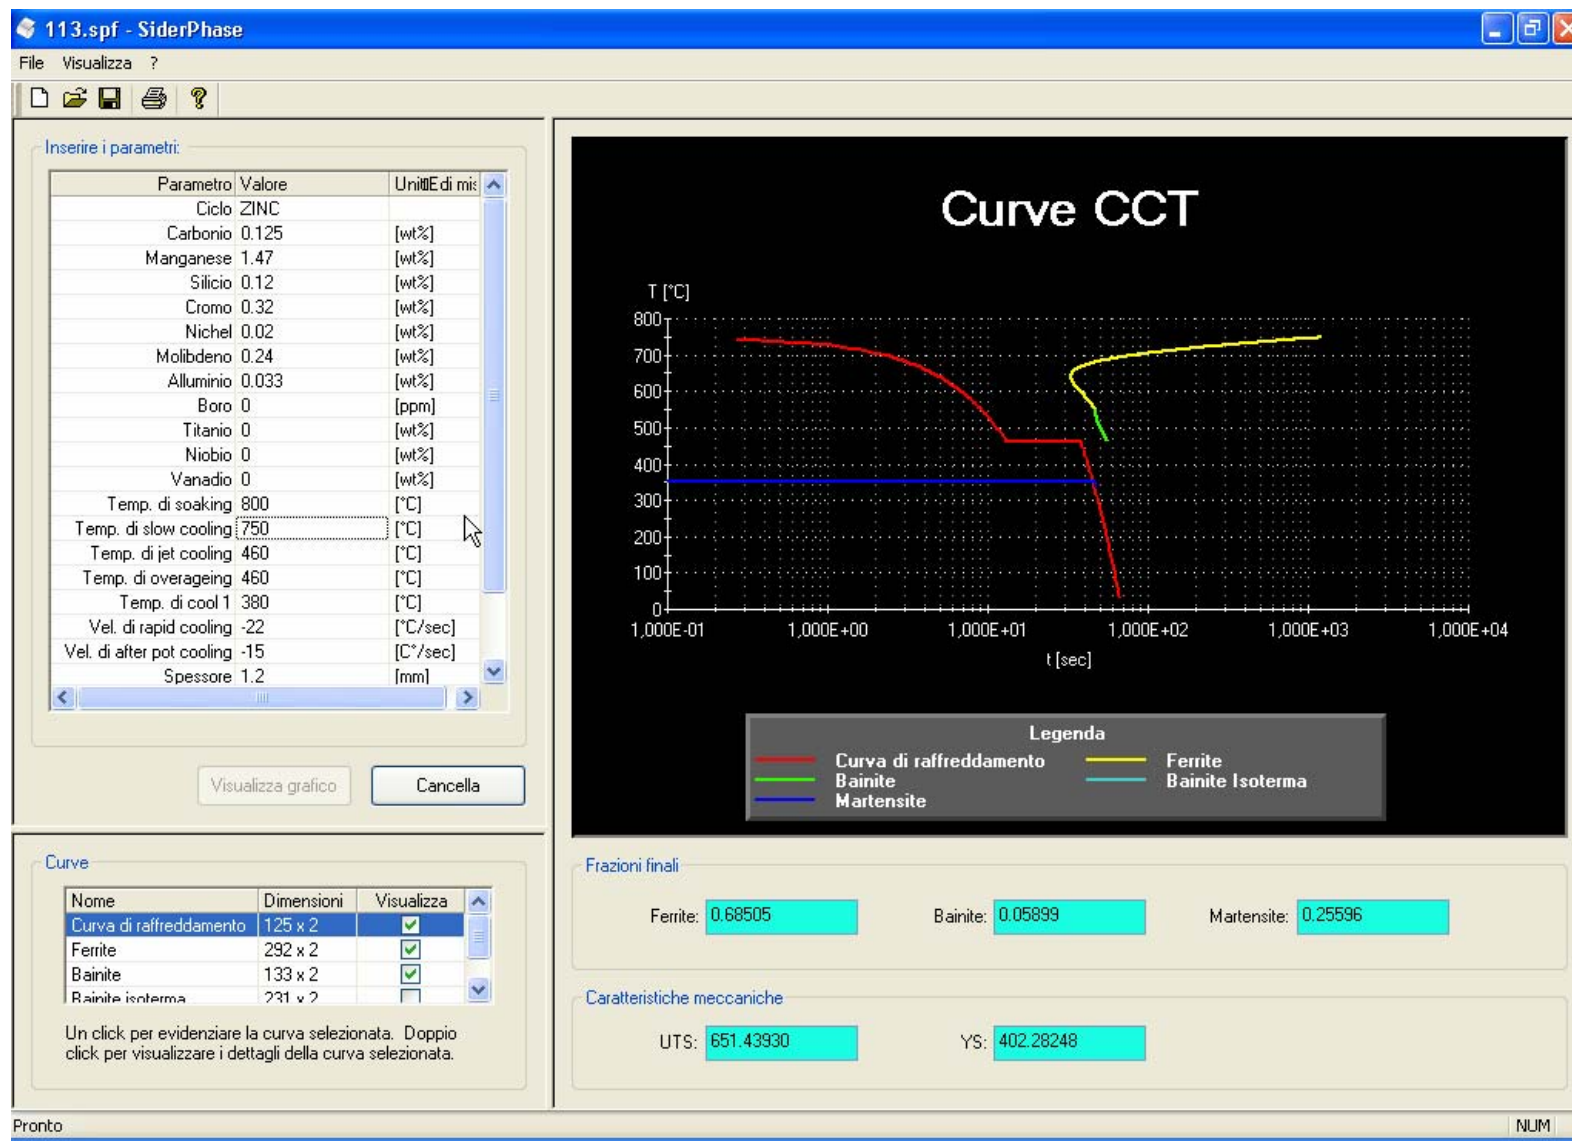 113.spf - SiderPhase
File Visualizza ?
Inserire i parametri:
Parametro Valore
Ciclo ZINC
Carbonio 0.125 [wt%]
Manganese 1.47 [wt%]
Silicio 0.12 [wt%]
Cromo 0.32 [wt%]
Nichel 0.02 [wt%]
Molibdeno 0.24 [wt%]
Alluminio 0.033 [wt%]
Boro 0 [ppm]
Titanio 0 [wt%]
Niobio 0 [wt%]
Vanadio 0 [wt%]
Temp. di soaking 800 [°C]
Temp. di slow cooling 750 [°C]
Temp. di jet cooling 460 [°C]
Temp. di overageing 460 [°C]
Temp. di cool 1 380 [°C]
Vel. di rapid cooling -22 [°C/sec]
Vel. di after pot cooling -15 [C°/sec]
Spessore 1.2 [mm]
Visualizza grafico Cancella
Curve
Nome Dimensioni Visualizza
Curva di raffreddamento 125 x 2
Ferrite 292 x 2
Bainite 133 x 2
Bainite isoterma 231 x 2
Un click per evidenziare la curva selezionata. Doppio
click per visualizzare i dettagli della curva selezionata.
Curve CCT
T [°C]
800
700
600
500
400
300
200
100
0
1,000E-01 1,000E+00 1,000E+01 1,000E+02 1,000E+03 1,000E+04
t [sec]
Legenda
Curva di raffreddamento Ferrite
Bainite Bainite Isoterma
Martensite
Frazioni finali
Ferrite: 0.68505 Bainite: 0.05899 Martensite: 0.25596
Caratteristiche meccaniche
UTS: 651.43930 YS: 402.28248
Pronto NUM